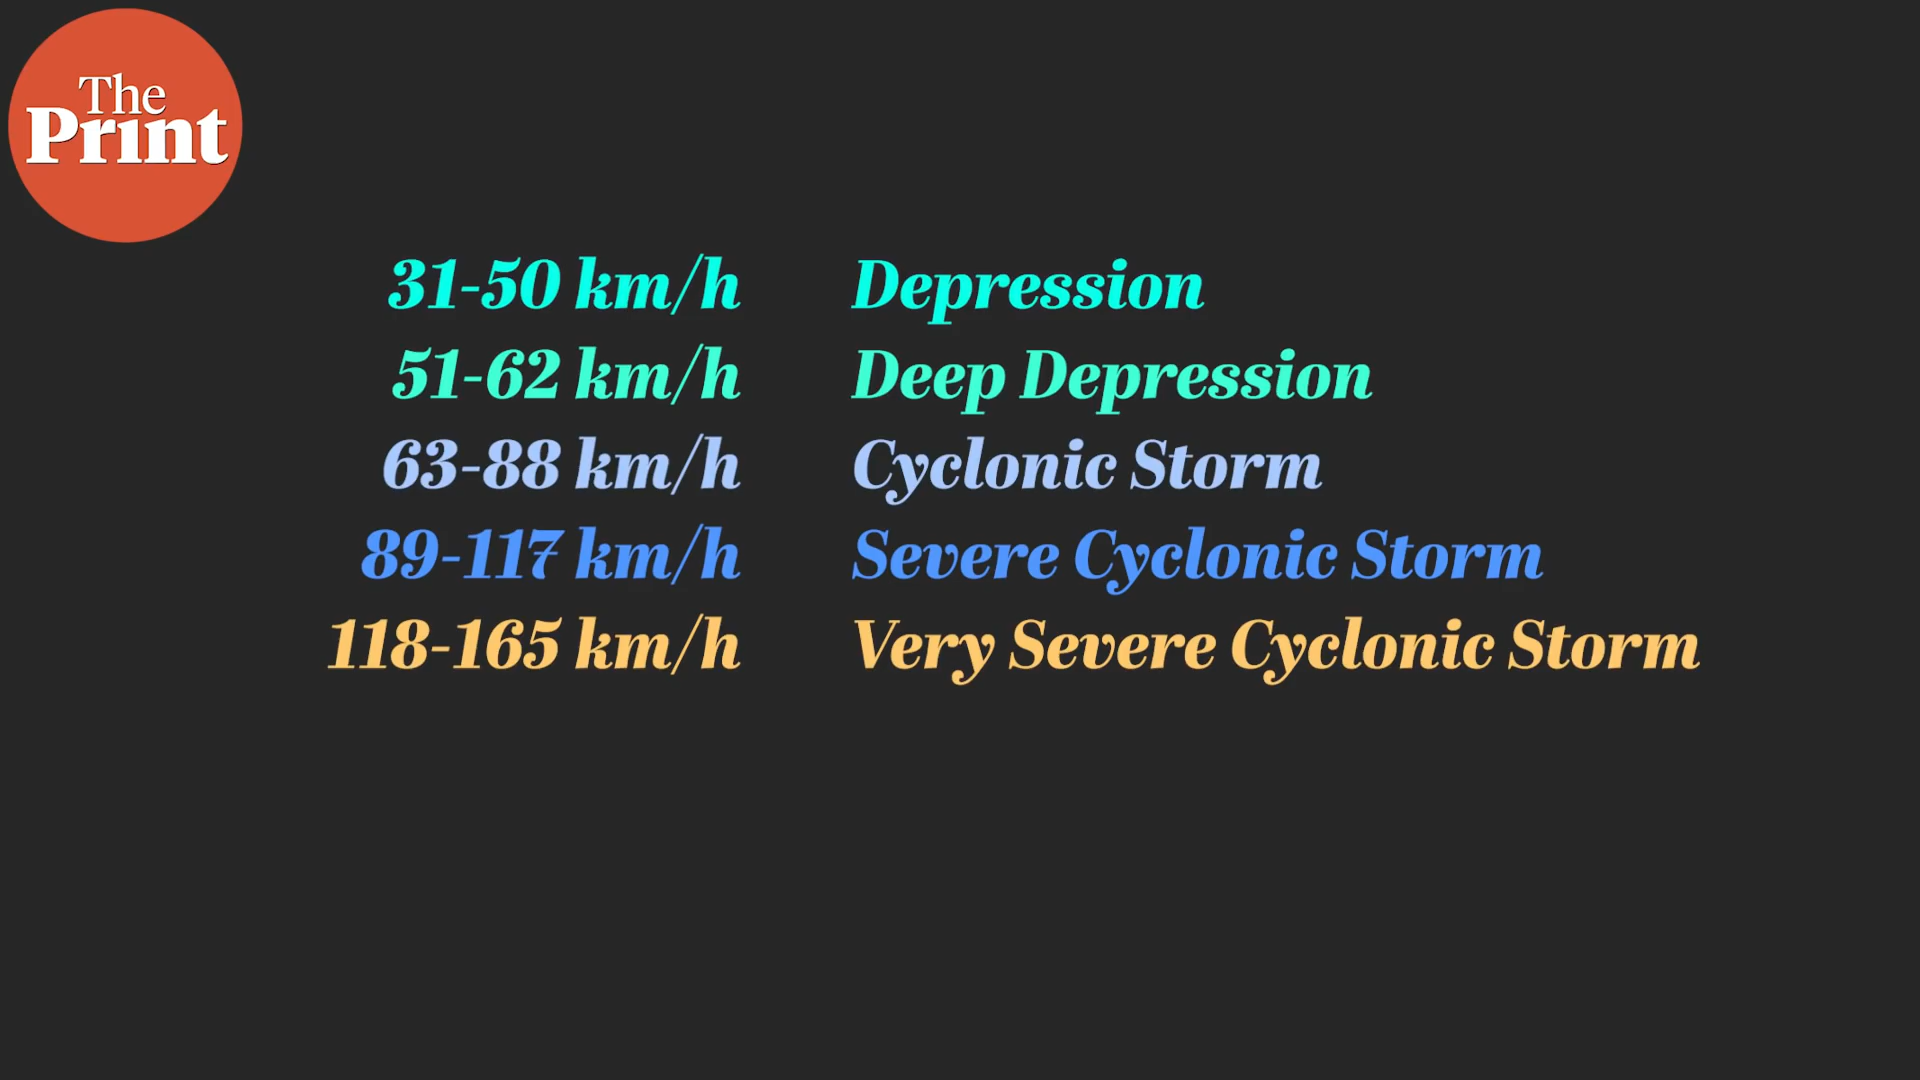 The
Print
31-50 km/h Depression
51-62 km/h Deep Depression
63-88 km/h Cyclonic Storm
89-117 km/h Severe Cyclonic Storm
118-165 km/h Very Severe Cyclonic Storm